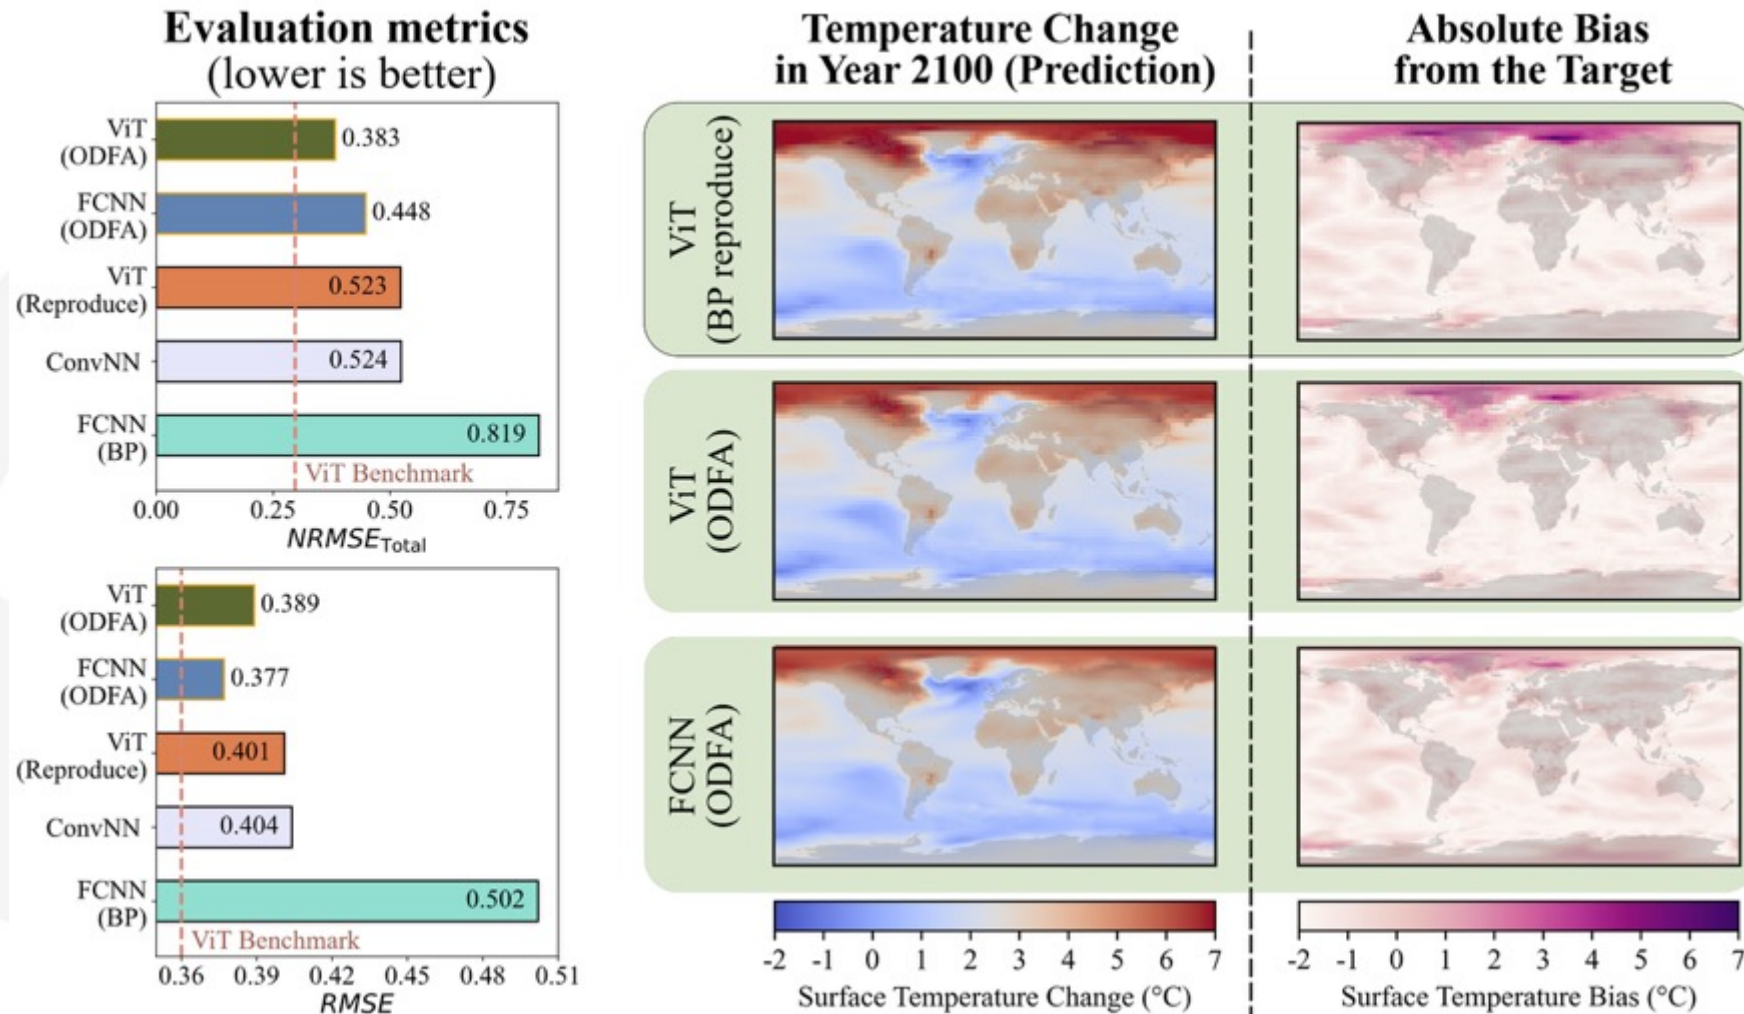 Evaluation metrics
(lower is better)
ViT
(ODFA)
0.383
FCNN
(ODFA)
0.448
ViT
(Reproduce)
0.523
ConvNN
0.524
FCNN
(BP)
0.819
ViT Benchmark
0.00 0.25 0.50 0.75
NRMSE_Total
ViT
(ODFA)
0.389
FCNN
(ODFA)
0.377
ViT
(Reproduce)
0.401
ConvNN
0.404
FCNN
(BP)
0.502
ViT Benchmark
0.36 0.39 0.42 0.45 0.48 0.51
RMSE
Temperature Change
in Year 2100 (Prediction)
Absolute Bias
from the Target
ViT
(BP reproduce)
ViT
(ODFA)
FCNN
(ODFA)
-2 -1 0 1 2 3 4 5 6 7
Surface Temperature Change (°C)
-2 -1 0 1 2 3 4 5 6 7
Surface Temperature Bias (°C)